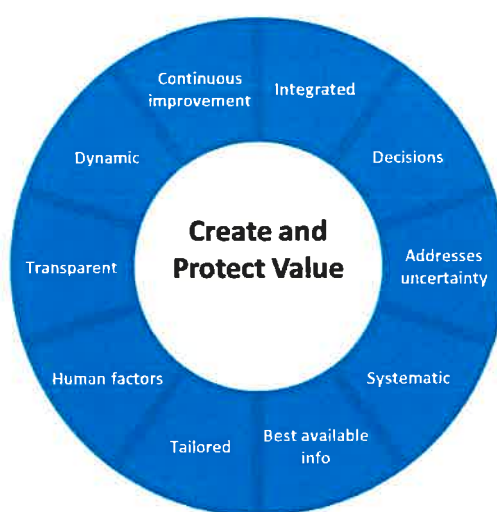 Continuous
improvement
Integrated
Decisions
Addresses
uncertainty
Systematic
Best available
info
Tailored
Human factors
Transparent
Dynamic
Create and
Protect Value